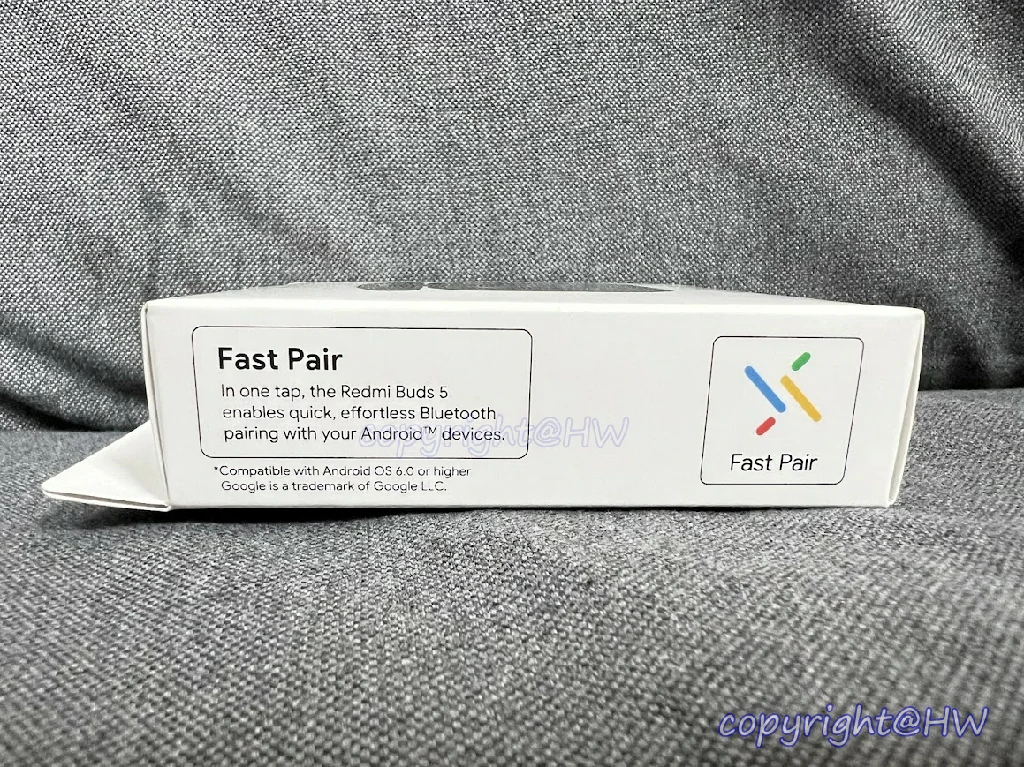 Fast Pair
In one tap, the Redmi Buds 5
enables quick, effortless Bluetooth
pairing with your Android™ devices.
*Compatible with Android OS 6.0 or higher
Google is a trademark of Google LLC.
Fast Pair
copyright@HW
copyright@HW